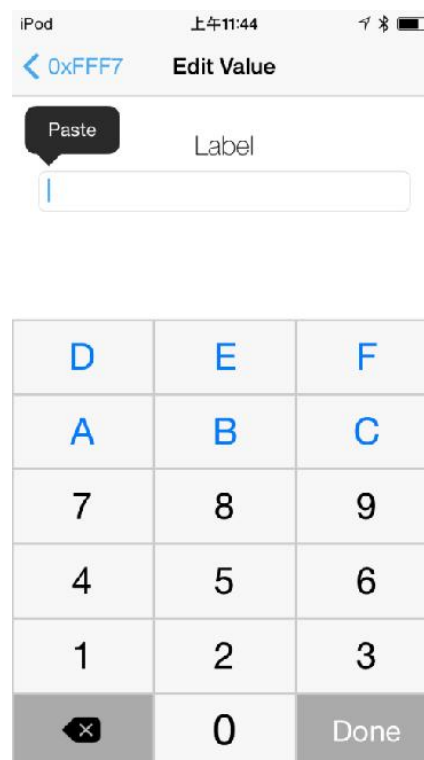 iPod 上午11:44
0xFFF7 Edit Value
Paste
Label
D E F
A B C
7 8 9
4 5 6
1 2 3
0 Done